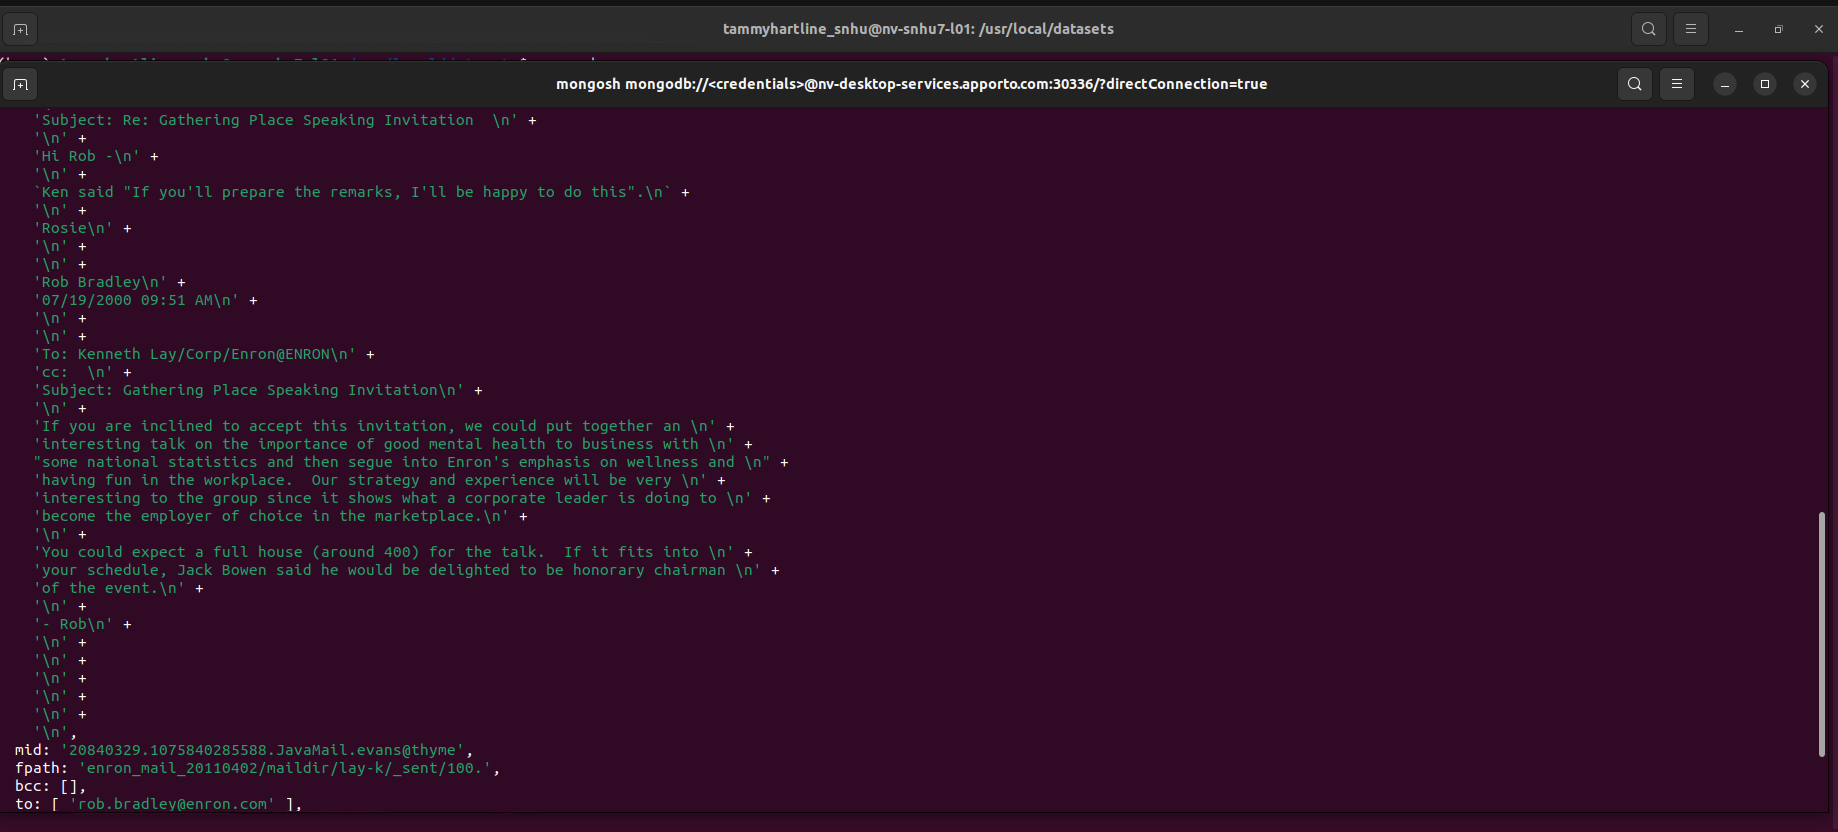 tammyhartline_snhu@nv-snhu7-l01: /usr/local/datasets
mongosh mongodb://<credentials>@nv-desktop-services.apporto.com:30336/?directConnection=true
'Subject: Re: Gathering Place Speaking Invitation  \n' +
'\n' +
'Hi Rob -\n' +
'\n' +
`Ken said "If you'll prepare the remarks, I'll be happy to do this".\n` +
'\n' +
'Rosie\n' +
'\n' +
'\n' +
'Rob Bradley\n' +
'07/19/2000 09:51 AM\n' +
'\n' +
'\n' +
'To: Kenneth Lay/Corp/Enron@ENRON\n' +
'cc:  \n' +
'Subject: Gathering Place Speaking Invitation\n' +
'\n' +
'If you are inclined to accept this invitation, we could put together an \n' +
'interesting talk on the importance of good mental health to business with \n' +
"some national statistics and then segue into Enron's emphasis on wellness and \n" +
'having fun in the workplace.  Our strategy and experience will be very \n' +
'interesting to the group since it shows what a corporate leader is doing to \n' +
'become the employer of choice in the marketplace.\n' +
'\n' +
'You could expect a full house (around 400) for the talk.  If it fits into \n' +
'your schedule, Jack Bowen said he would be delighted to be honorary chairman \n' +
'of the event.\n' +
'\n' +
'- Rob\n' +
'\n' +
'\n' +
'\n' +
'\n' +
'\n' +
'\n',
mid: '20840329.1075840285588.JavaMail.evans@thyme',
fpath: 'enron_mail_20110402/maildir/lay-k/_sent/100.',
bcc: [],
to: [ 'rob.bradley@enron.com' ],